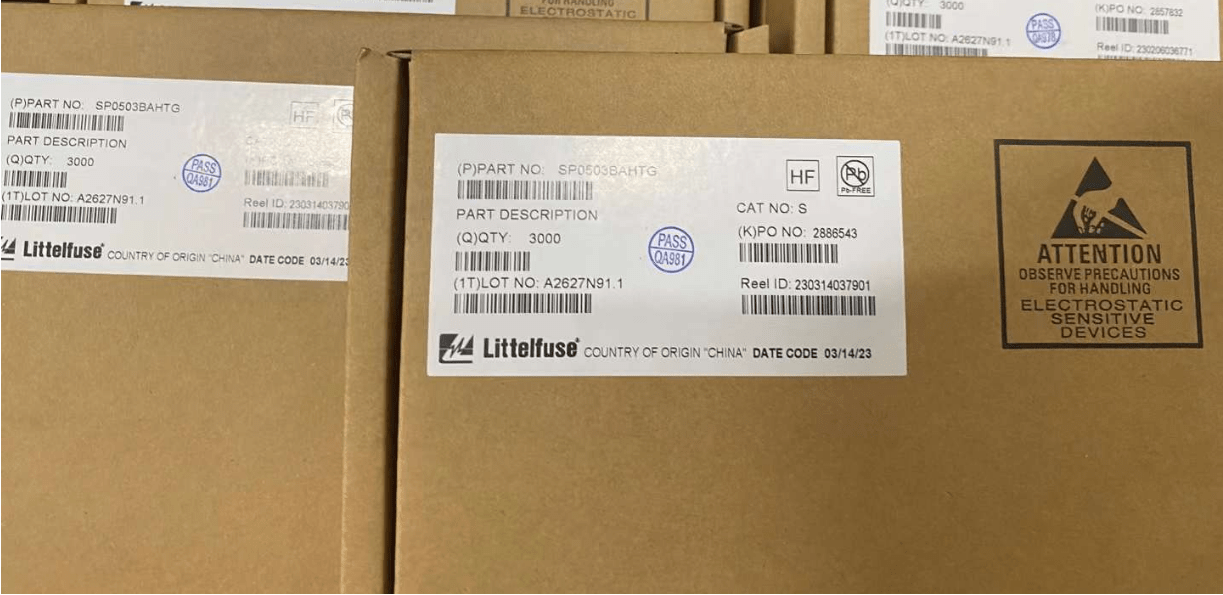 FOR HANDLING
ELECTROSTATIC
(Q)QTY: 3000
(1T)LOT NO: A2627N91.1
PASS
QA978
(K)PO NO: 2857832
Reel ID: 230206036771
(P)PART NO: SP0503BAHTG
HF
PART DESCRIPTION
(Q)QTY: 3000
PASS
QA981
(1T)LOT NO: A2627N91.1
Reel ID: 2303140379
Littelfuse COUNTRY OF ORIGIN "CHINA" DATE CODE 03/14/23
(P)PART NO: SP0503BAHTG
HF
Pb
Pb-FREE
PART DESCRIPTION
CAT NO: S
(Q)QTY: 3000
PASS
QA981
(K)PO NO: 2886543
(1T)LOT NO: A2627N91.1
Reel ID: 230314037901
Littelfuse COUNTRY OF ORIGIN "CHINA" DATE CODE 03/14/23
ATTENTION
OBSERVE PRECAUTIONS
FOR HANDLING
ELECTROSTATIC
SENSITIVE
DEVICES